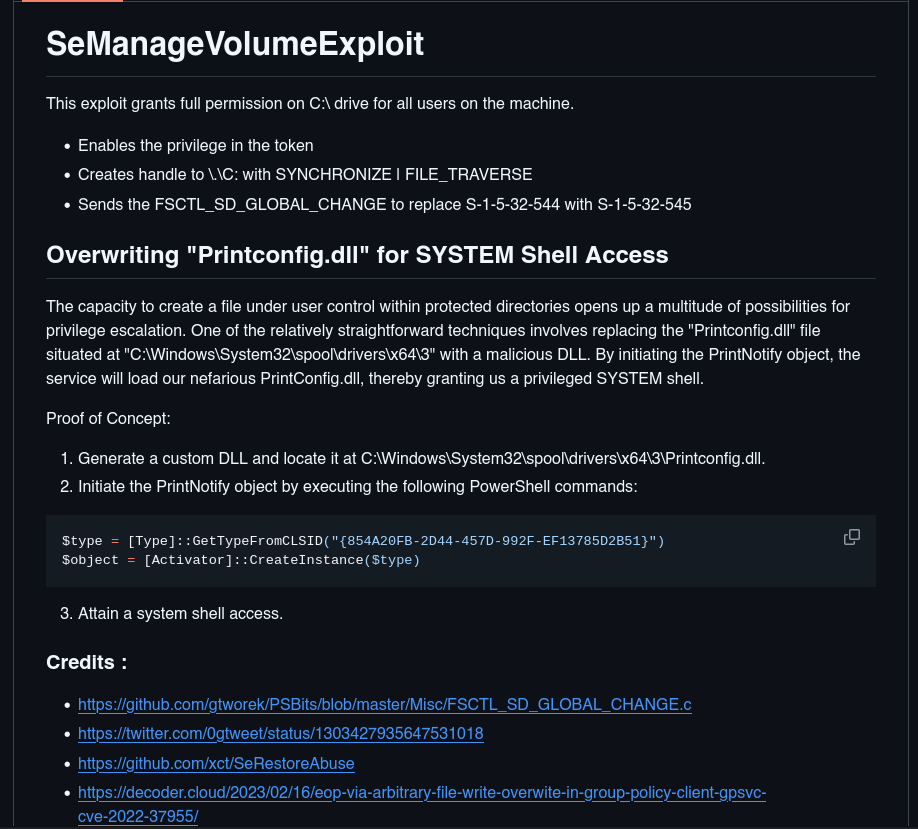 SeManageVolumeExploit
This exploit grants full permission on C:\ drive for all users on the machine.
• Enables the privilege in the token
• Creates handle to \.\C: with SYNCHRONIZE | FILE_TRAVERSE
• Sends the FSCTL_SD_GLOBAL_CHANGE to replace S-1-5-32-544 with S-1-5-32-545
Overwriting "Printconfig.dll" for SYSTEM Shell Access
The capacity to create a file under user control within protected directories opens up a multitude of possibilities for
privilege escalation. One of the relatively straightforward techniques involves replacing the "Printconfig.dll" file
situated at "C:\Windows\System32\spool\drivers\x64\3" with a malicious DLL. By initiating the PrintNotify object, the
service will load our nefarious PrintConfig.dll, thereby granting us a privileged SYSTEM shell.
Proof of Concept:
1. Generate a custom DLL and locate it at C:\Windows\System32\spool\drivers\x64\3\Printconfig.dll.
2. Initiate the PrintNotify object by executing the following PowerShell commands:
$type = [Type]::GetTypeFromCLSID("{854A20FB-2D44-457D-992F-EF13785D2B51}")
$object = [Activator]::CreateInstance($type)
3. Attain a system shell access.
Credits :
• https://github.com/gtworek/PSBits/blob/master/Misc/FSCTL_SD_GLOBAL_CHANGE.c
• https://twitter.com/0gtweet/status/1303427935647531018
• https://github.com/xct/SeRestoreAbuse
• https://decoder.cloud/2023/02/16/eop-via-arbitrary-file-write-overwite-in-group-policy-client-gpsvc-
cve-2022-37955/